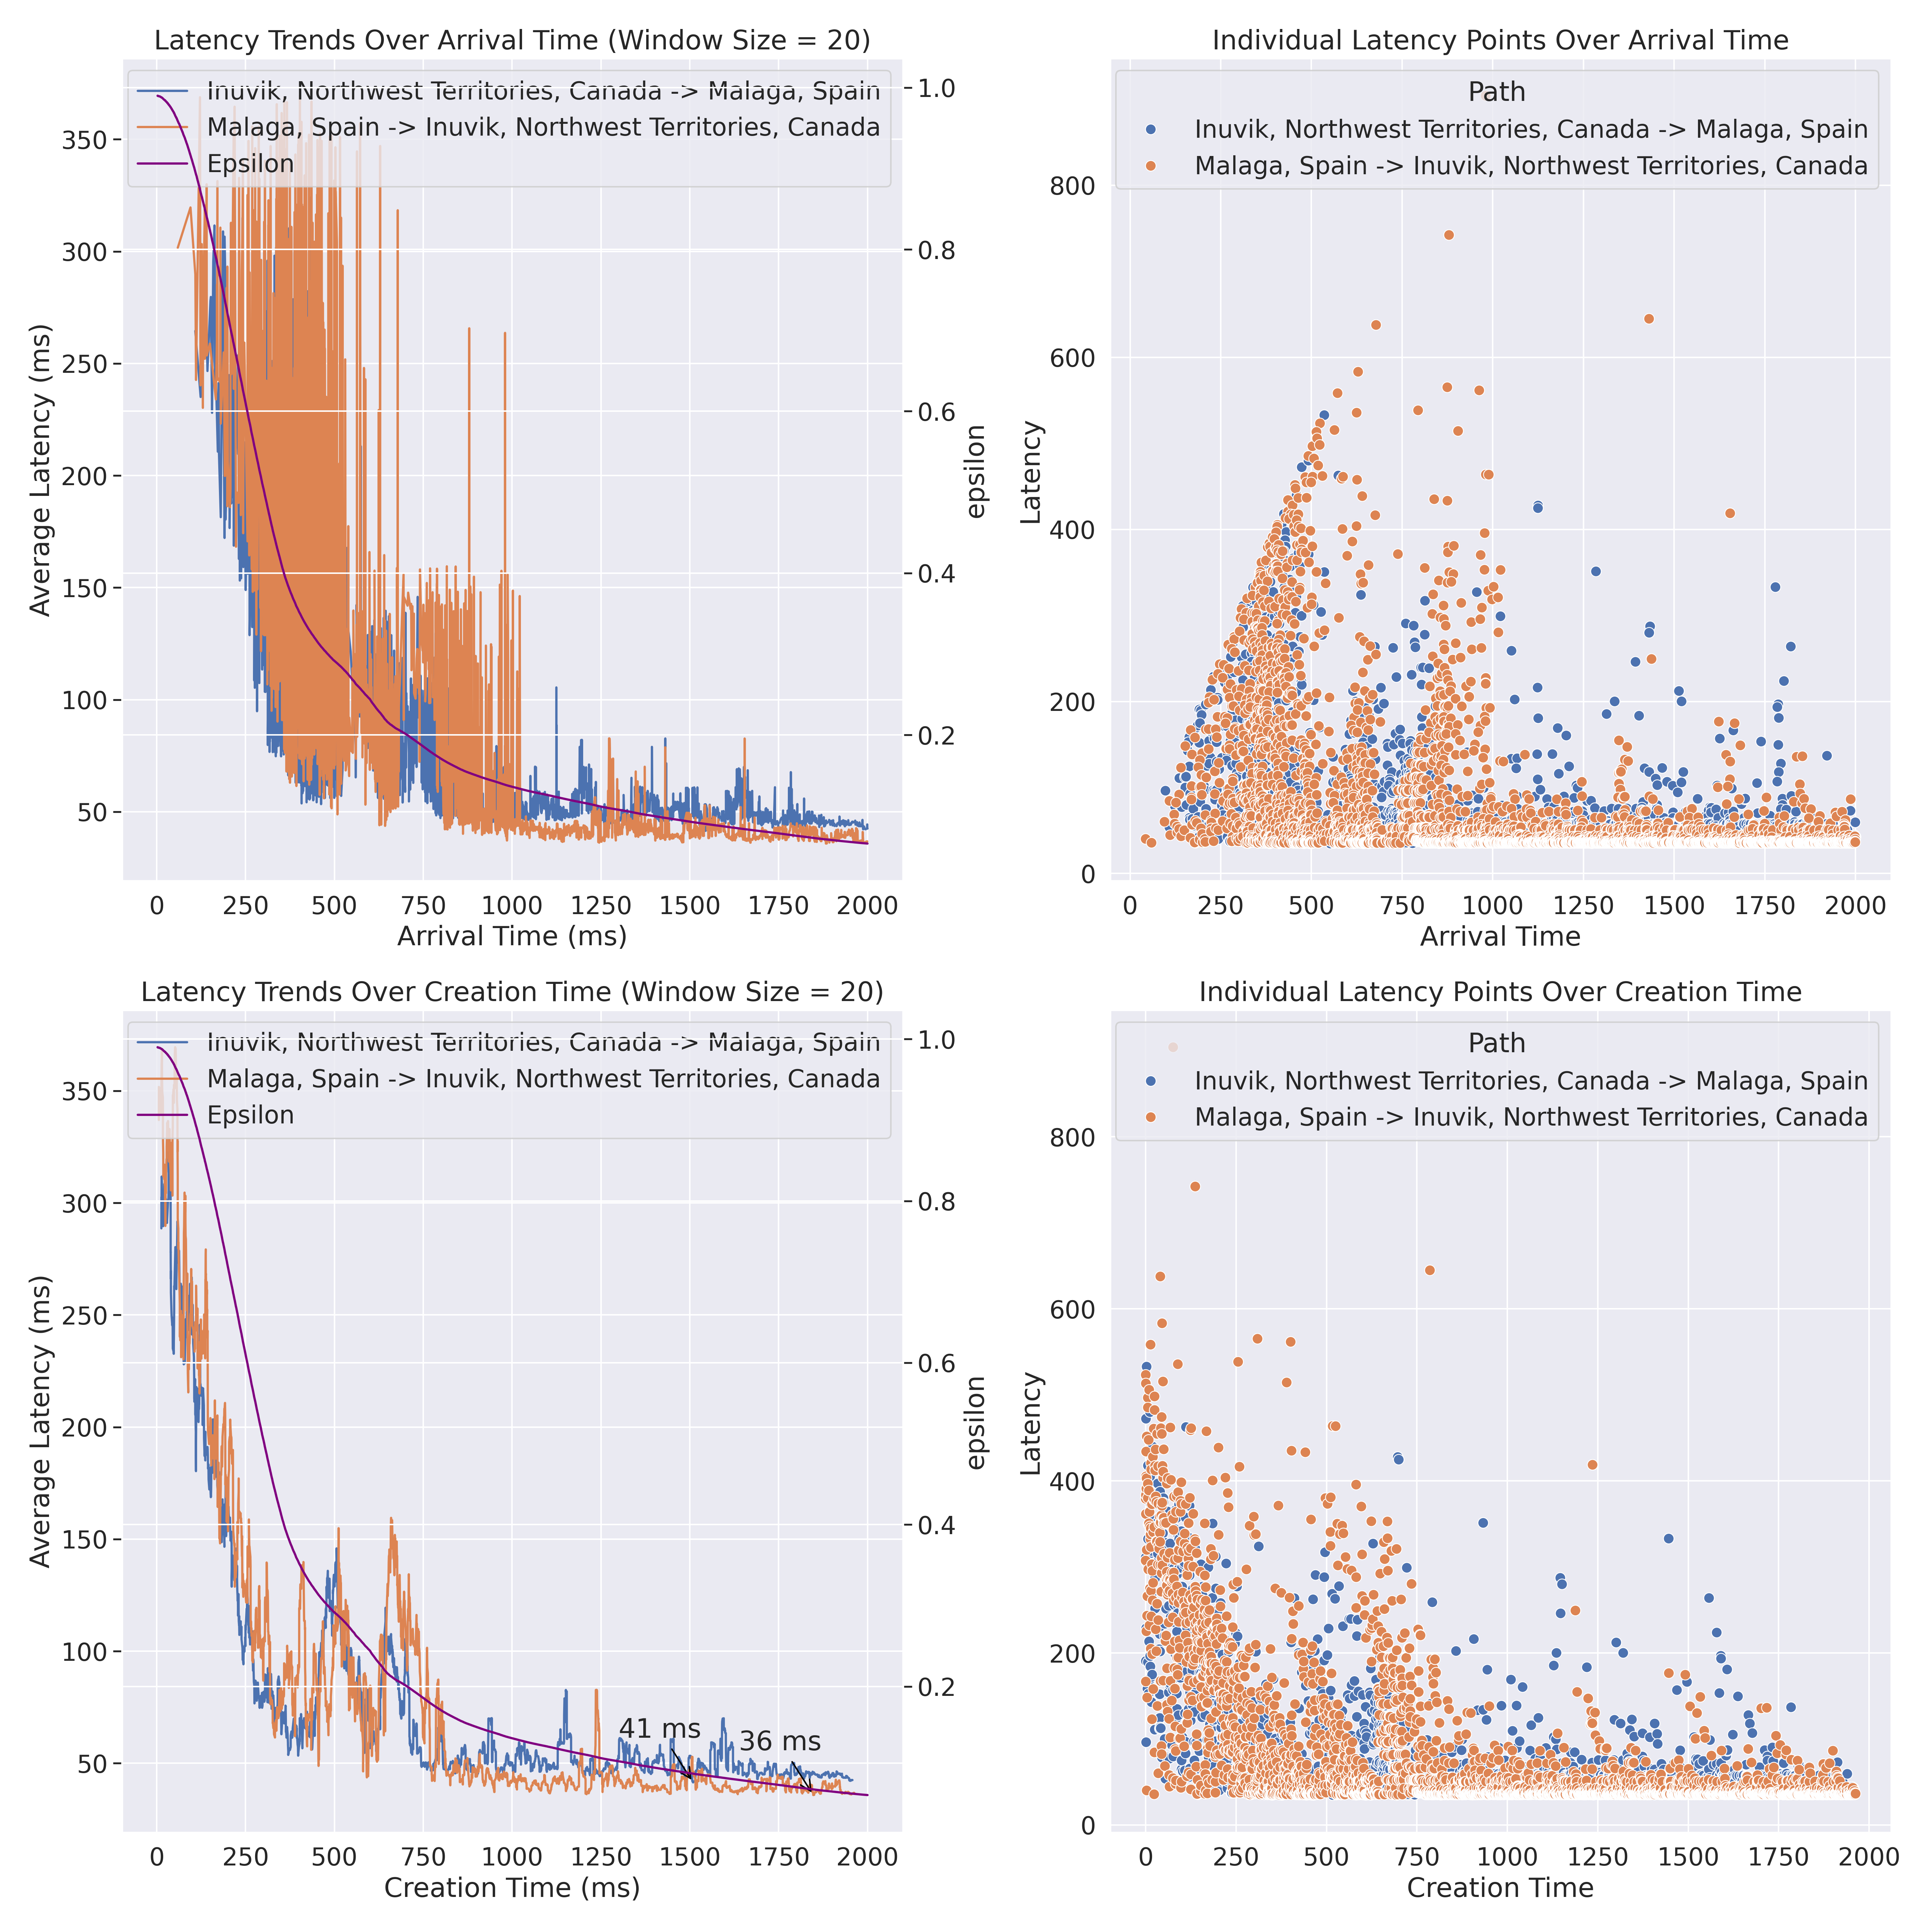 Latency Trends Over Arrival Time (Window Size = 20)
Inuvik, Northwest Territories, Canada -> Malaga, Spain
Malaga, Spain -> Inuvik, Northwest Territories, Canada
Epsilon
350
300
250
200
150
100
50
Average Latency (ms)
1.0
0.8
0.6
0.4
0.2
epsilon
0 250 500 750 1000 1250 1500 1750 2000
Arrival Time (ms)
Individual Latency Points Over Arrival Time
Path
Inuvik, Northwest Territories, Canada -> Malaga, Spain
Malaga, Spain -> Inuvik, Northwest Territories, Canada
800
600
400
200
0
Latency
0 250 500 750 1000 1250 1500 1750 2000
Arrival Time
Latency Trends Over Creation Time (Window Size = 20)
Inuvik, Northwest Territories, Canada -> Malaga, Spain
Malaga, Spain -> Inuvik, Northwest Territories, Canada
Epsilon
350
300
250
200
150
100
50
Average Latency (ms)
41 ms
36 ms
1.0
0.8
0.6
0.4
0.2
epsilon
0 250 500 750 1000 1250 1500 1750 2000
Creation Time (ms)
Individual Latency Points Over Creation Time
Path
Inuvik, Northwest Territories, Canada -> Malaga, Spain
Malaga, Spain -> Inuvik, Northwest Territories, Canada
800
600
400
200
0
Latency
0 250 500 750 1000 1250 1500 1750 2000
Creation Time